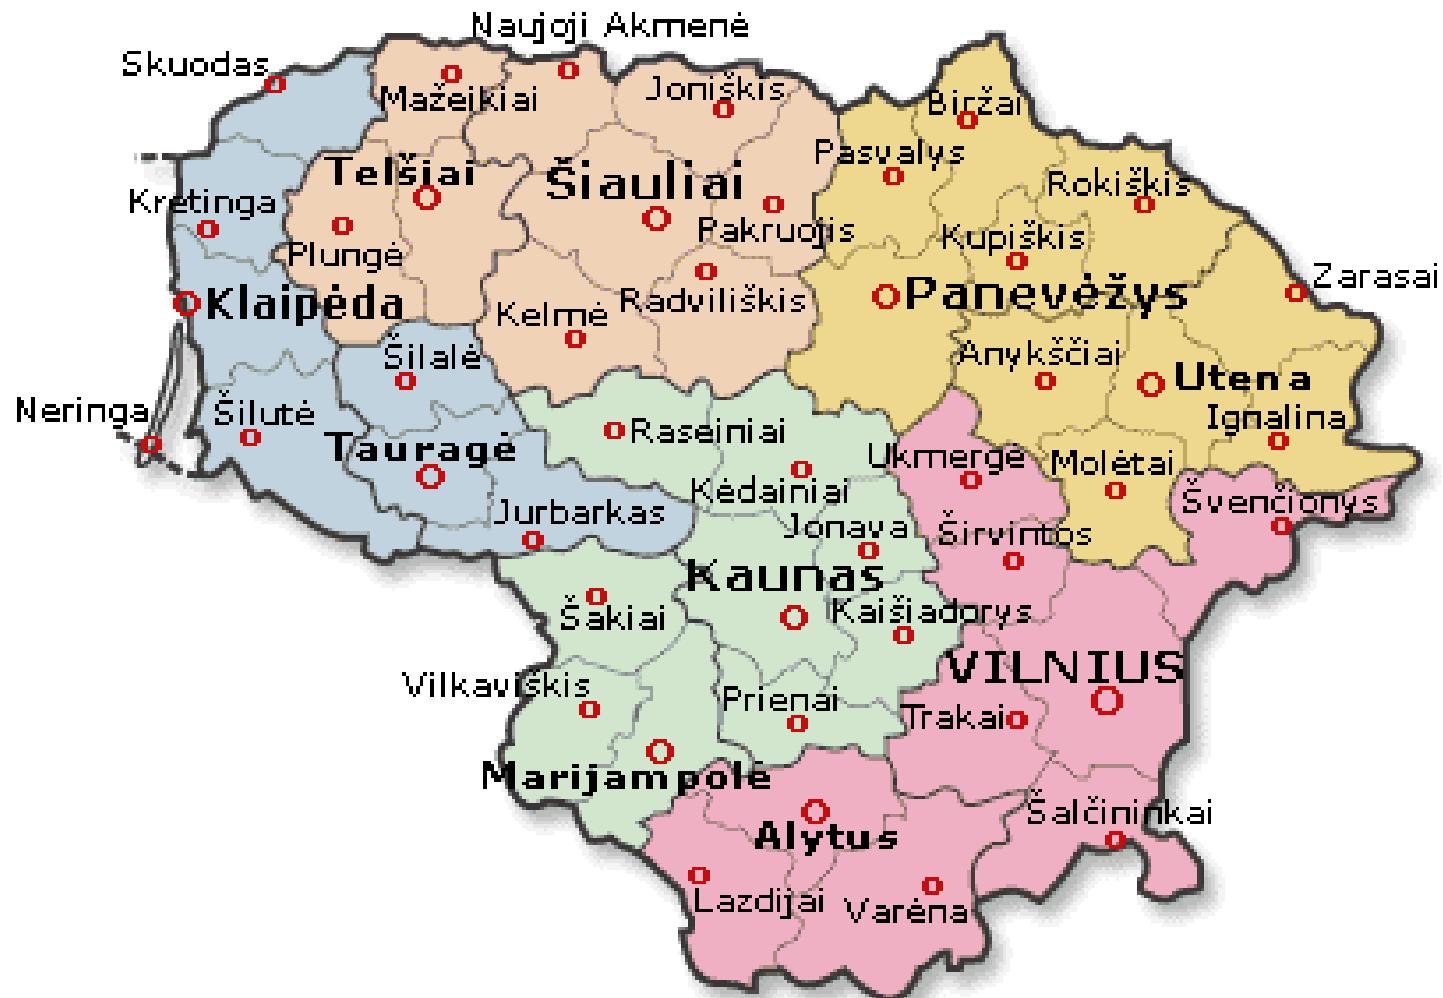 Naujoji Akmenė
Skuodas
Mažeikiai
Joniškis
Biržai
Pasvalys
Telšiai
Šiauliai
Rokiškis
Kretinga
Pakruojis
Kupiškis
Plungė
Zarasai
Klaipėda
Radviliškis
Panevėžys
Kelmė
Šilalė
Anykščiai
Utena
Neringa
Šilutė
Ignalina
Raseiniai
Tauragė
Ukmergė
Molėtai
Kėdainiai
Švenčionys
Jurbarkas
Jonava
Širvintos
Kaunas
Šakiai
Kaišiadorys
VILNIUS
Vilkaviškis
Prienai
Trakai
Marijampolė
Šalčininkai
Alytus
Lazdijai
Varėna